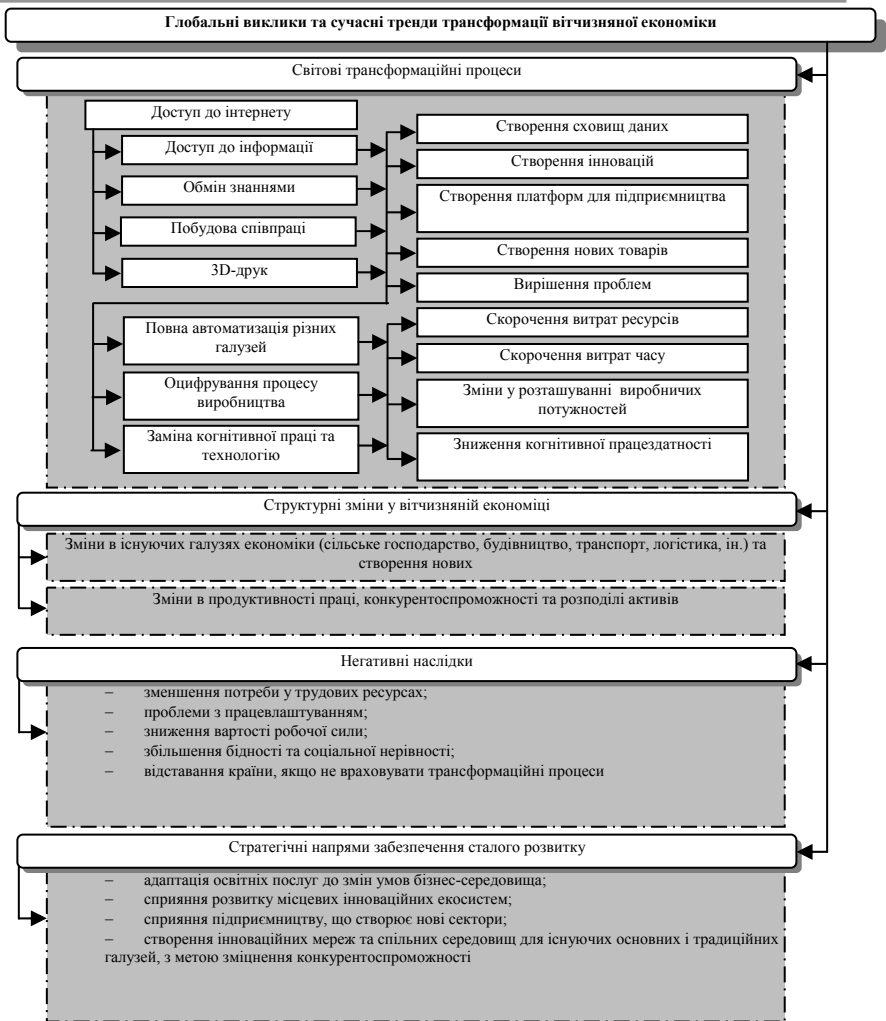 Глобальні виклики та сучасні тренди трансформації вітчизняної економіки
Світові трансформаційні процеси
Доступ до інтернету
Доступ до інформації
Обмін знаннями
Побудова співпраці
3D-друк
Створення сховищ даних
Створення інновацій
Створення платформ для підприємництва
Створення нових товарів
Вирішення проблем
Повна автоматизація різних
галузей
Оцифрування процесу
виробництва
Заміна когнітивної праці та
технологію
Скорочення витрат ресурсів
Скорочення витрат часу
Зміни у розташуванні виробничих
потужностей
Зниження когнітивної працездатності
Структурні зміни у вітчизняній економіці
Зміни в існуючих галузях економіки (сільське господарство, будівництво, транспорт, логістика, ін.) та
створення нових
Зміни в продуктивності праці, конкурентоспроможності та розподілі активів
Негативні наслідки
– зменшення потреби у трудових ресурсах;
– проблеми з працевлаштуванням;
– зниження вартості робочої сили;
– збільшення бідності та соціальної нерівності;
– відставання країни, якщо не враховувати трансформаційні процеси
Стратегічні напрями забезпечення сталого розвитку
– адаптація освітніх послуг до змін умов бізнес-середовища;
– сприяння розвитку місцевих інноваційних екосистем;
– сприяння підприємництву, що створює нові сектори;
– створення інноваційних мереж та спільних середовищ для існуючих основних і традиційних
галузей, з метою зміцнення конкурентоспроможності